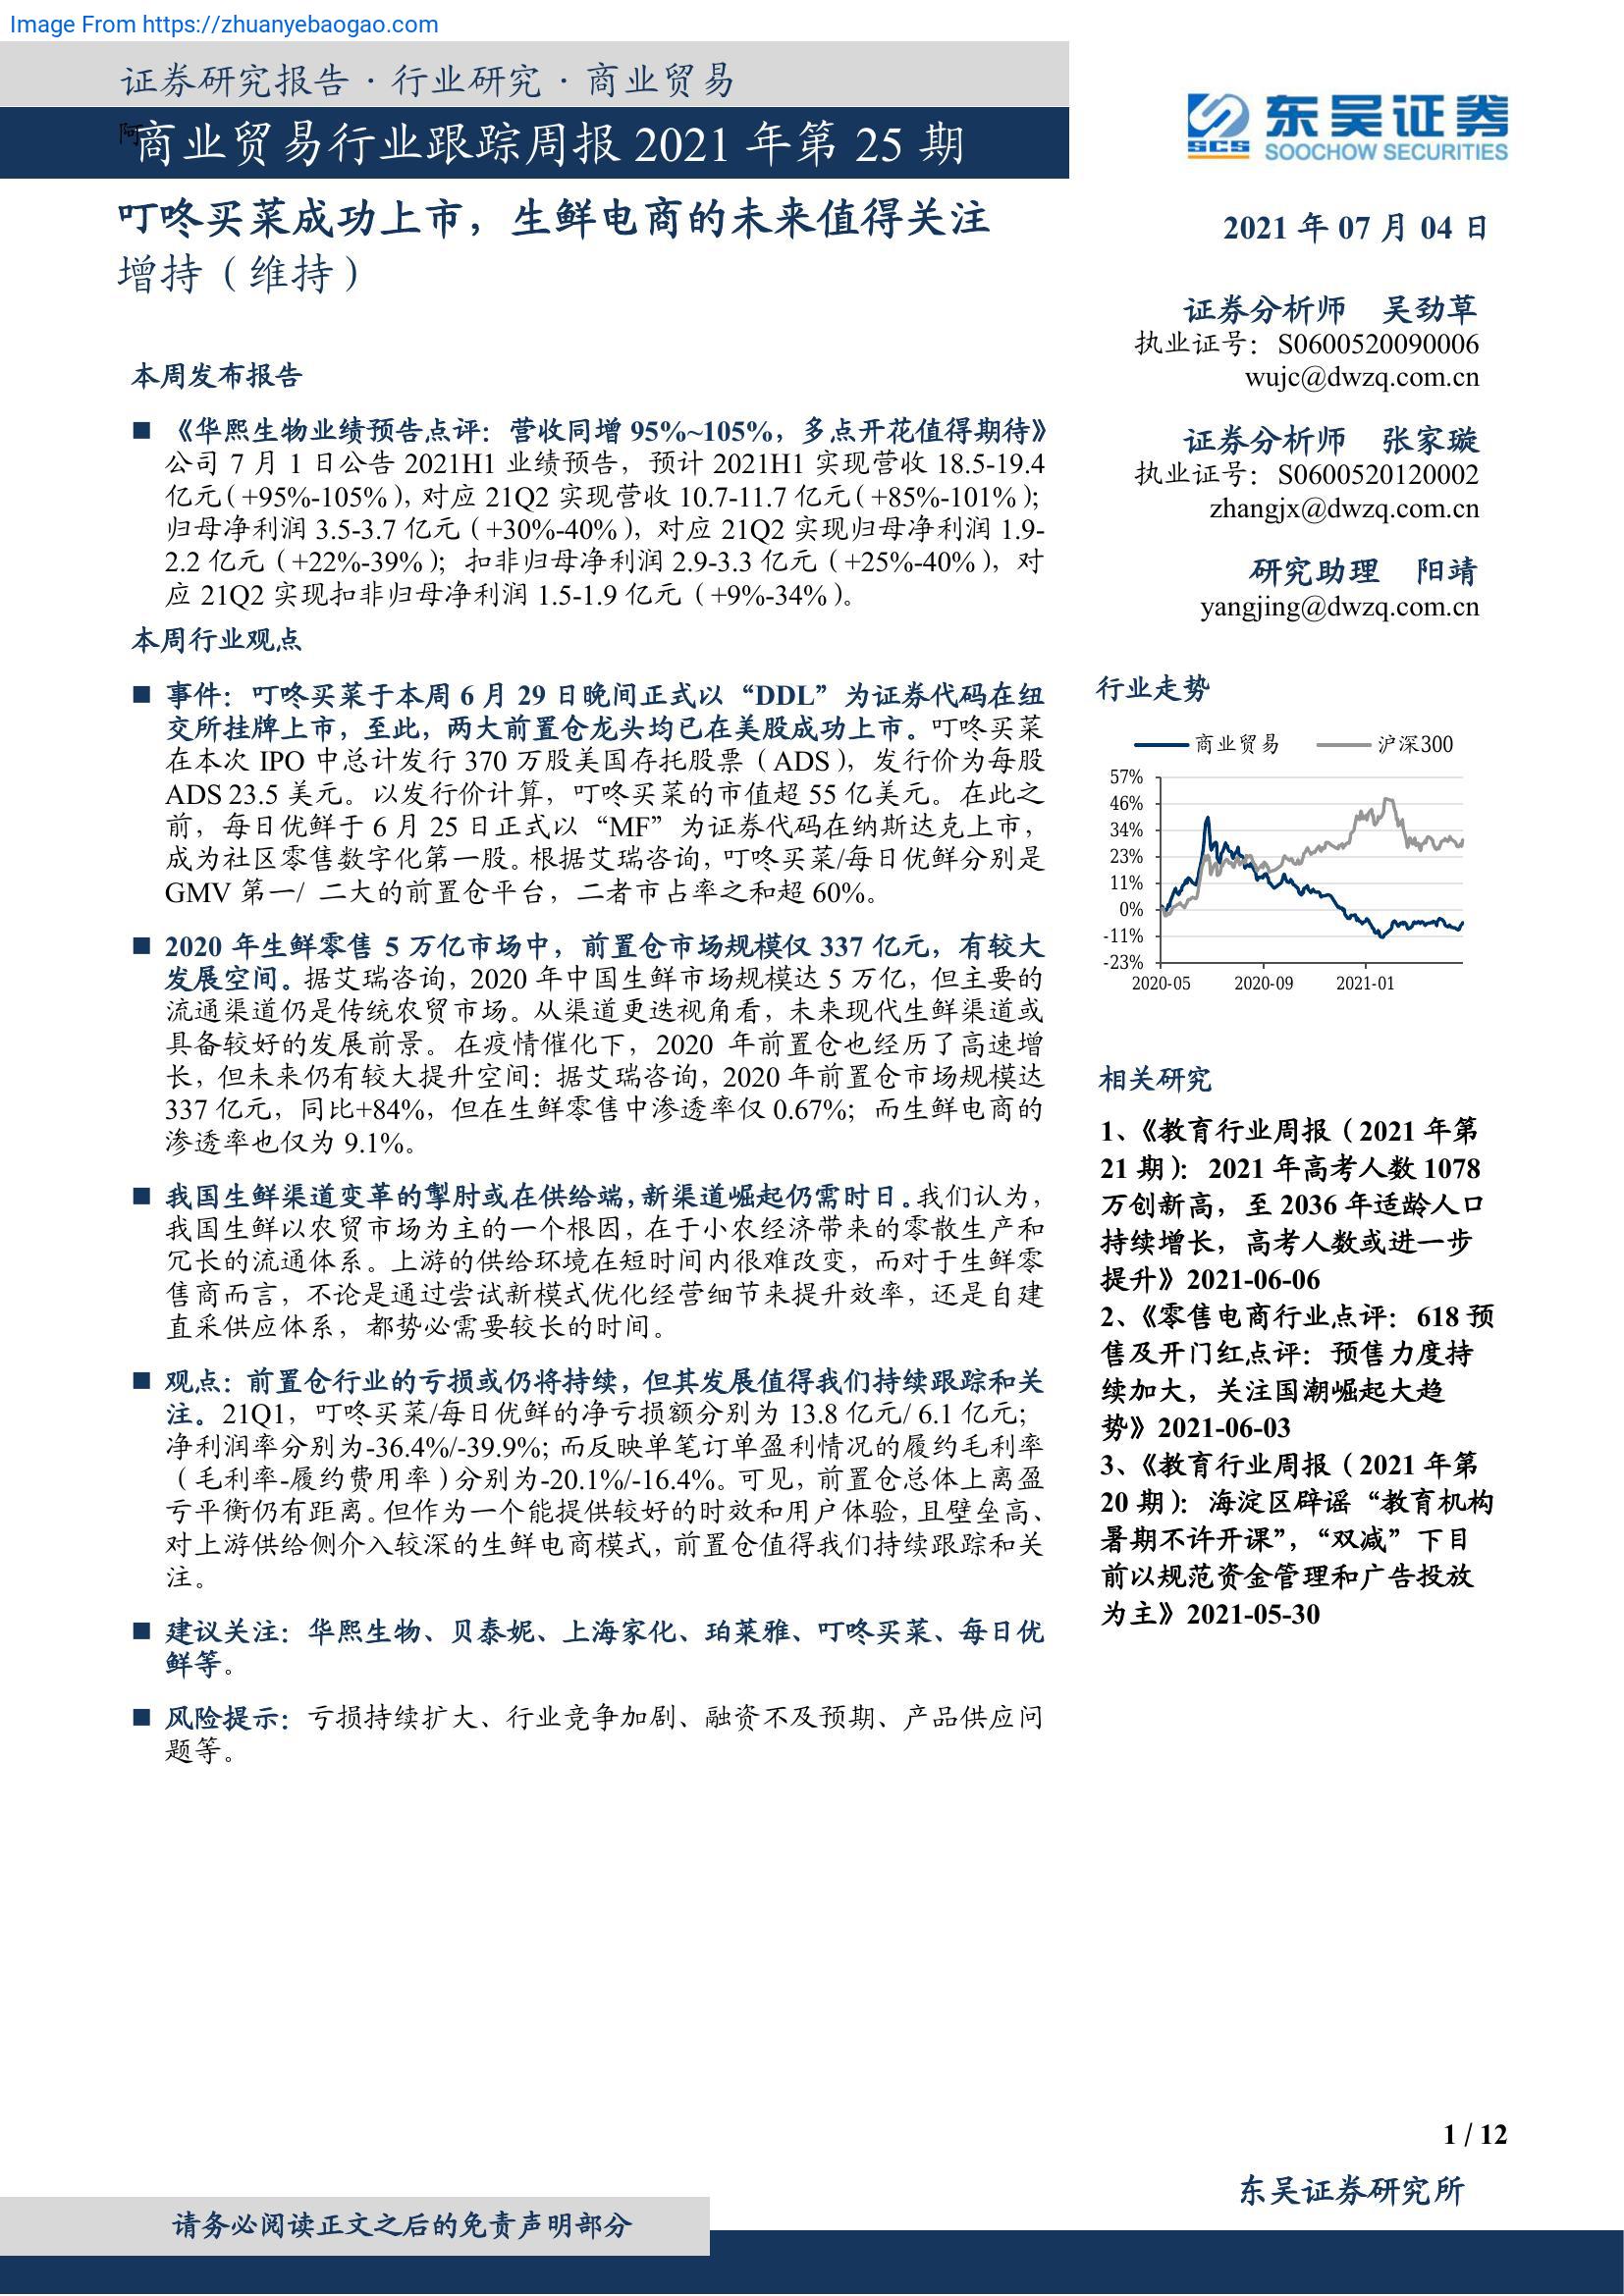 Image From https://zhuanyebaogao.com
证券研究报告·行业研究·商业贸易
阿
商业贸易行业跟踪周报 2021 年第 25 期
东吴证券
SCS
SOOCHOW SECURITIES
叮咚买菜成功上市，生鲜电商的未来值得关注
增持（维持）
本周发布报告
■ 《华熙生物业绩预告点评：营收同增 95%~105%，多点开花值得期待》
公司 7 月 1 日公告 2021H1 业绩预告，预计 2021H1 实现营收 18.5-19.4
亿元（+95%-105%），对应 21Q2 实现营收 10.7-11.7 亿元（+85%-101%）；
归母净利润 3.5-3.7 亿元（+30%-40%），对应 21Q2 实现归母净利润 1.9-
2.2 亿元（+22%-39%）；扣非归母净利润 2.9-3.3 亿元（+25%-40%），对
应 21Q2 实现扣非归母净利润 1.5-1.9 亿元（+9%-34%）。
本周行业观点
■ 事件：叮咚买菜于本周 6 月 29 日晚间正式以“DDL”为证券代码在纽
交所挂牌上市，至此，两大前置仓龙头均已在美股成功上市。叮咚买菜
在本次 IPO 中总计发行 370 万股美国存托股票（ADS），发行价为每股
ADS 23.5 美元。以发行价计算，叮咚买菜的市值超 55 亿美元。在此之
前，每日优鲜于 6 月 25 日正式以“MF”为证券代码在纳斯达克上市，
成为社区零售数字化第一股。根据艾瑞咨询，叮咚买菜/每日优鲜分别是
GMV 第一/ 二大的前置仓平台，二者市占率之和超 60%。
■ 2020 年生鲜零售 5 万亿市场中，前置仓市场规模仅 337 亿元，有较大
发展空间。据艾瑞咨询，2020 年中国生鲜市场规模达 5 万亿，但主要的
流通渠道仍是传统农贸市场。从渠道更迭视角看，未来现代生鲜渠道或
具备较好的发展前景。在疫情催化下，2020 年前置仓也经历了高速增
长，但未来仍有较大提升空间：据艾瑞咨询，2020 年前置仓市场规模达
337 亿元，同比+84%，但在生鲜零售中渗透率仅 0.67%；而生鲜电商的
渗透率也仅为 9.1%。
■ 我国生鲜渠道变革的掣肘或在供给端，新渠道崛起仍需时日。我们认为，
我国生鲜以农贸市场为主的一个根因，在于小农经济带来的零散生产和
冗长的流通体系。上游的供给环境在短时间内很难改变，而对于生鲜零
售商而言，不论是通过尝试新模式优化经营细节来提升效率，还是自建
直采供应体系，都势必需要较长的时间。
■ 观点：前置仓行业的亏损或仍将持续，但其发展值得我们持续跟踪和关
注。21Q1，叮咚买菜/每日优鲜的净亏损额分别为 13.8 亿元/ 6.1 亿元；
净利润率分别为-36.4%/-39.9%；而反映单笔订单盈利情况的履约毛利率
（毛利率-履约费用率）分别为-20.1%/-16.4%。可见，前置仓总体上离盈
亏平衡仍有距离。但作为一个能提供较好的时效和用户体验，且壁垒高、
对上游供给侧介入较深的生鲜电商模式，前置仓值得我们持续跟踪和关
注。
■ 建议关注：华熙生物、贝泰妮、上海家化、珀莱雅、叮咚买菜、每日优
鲜等。
■ 风险提示：亏损持续扩大、行业竞争加剧、融资不及预期、产品供应问
题等。
2021 年 07 月 04 日
证券分析师 吴劲草
执业证号：S0600520090006
wujc@dwzq.com.cn
证券分析师 张家璇
执业证号：S0600520120002
zhangjx@dwzq.com.cn
研究助理 阳靖
yangjing@dwzq.com.cn
行业走势
商业贸易 沪深300
57%
46%
34%
23%
11%
0%
-11%
-23%
2020-05 2020-09 2021-01
相关研究
1、《教育行业周报（2021 年第
21 期）：2021 年高考人数 1078
万创新高，至 2036 年适龄人口
持续增长，高考人数或进一步
提升》2021-06-06
2、《零售电商行业点评：618 预
售及开门红点评：预售力度持
续加大，关注国潮崛起大趋
势》2021-06-03
3、《教育行业周报（2021 年第
20 期）：海淀区辟谣“教育机构
暑期不许开课”，“双减”下目
前以规范资金管理和广告投放
为主》2021-05-30
1 / 12
东吴证券研究所
请务必阅读正文之后的免责声明部分